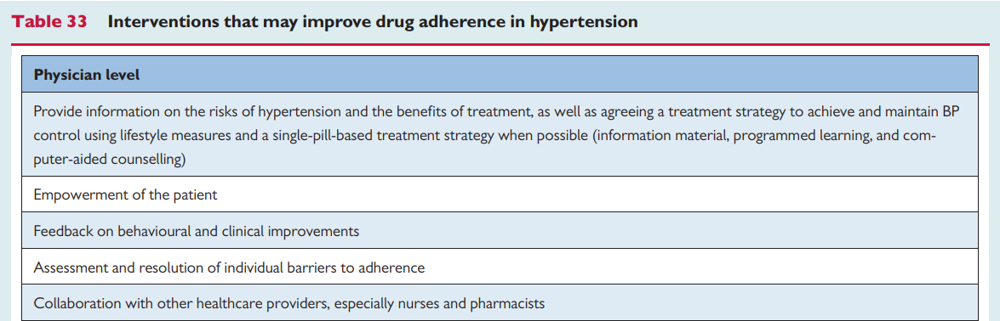 Table 33 Interventions that may improve drug adherence in hypertension
Physician level
Provide information on the risks of hypertension and the benefits of treatment, as well as agreeing a treatment strategy to achieve and maintain BP
control using lifestyle measures and a single-pill-based treatment strategy when possible (information material, programmed learning, and com-
puter-aided counselling)
Empowerment of the patient
Feedback on behavioural and clinical improvements
Assessment and resolution of individual barriers to adherence
Collaboration with other healthcare providers, especially nurses and pharmacists